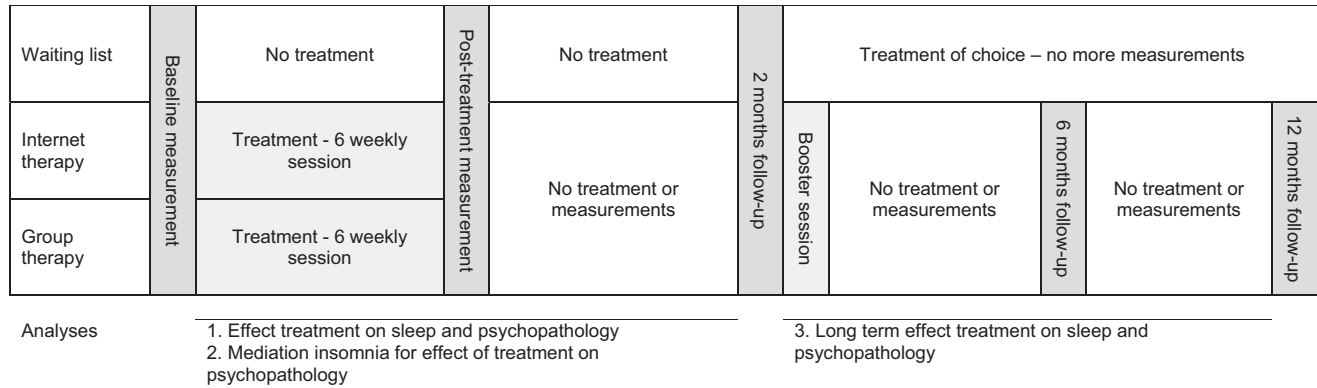 Waiting list
Baseline measurement
No treatment
Post-treatment measurement
No treatment
2 months follow-up
Treatment of choice – no more measurements
Internet
therapy
Treatment - 6 weekly
session
No treatment or
measurements
Booster session
No treatment or
measurements
6 months follow-up
No treatment or
measurements
12 months follow-up
Group
therapy
Treatment - 6 weekly
session
Analyses
1. Effect treatment on sleep and psychopathology
2. Mediation insomnia for effect of treatment on
psychopathology
3. Long term effect treatment on sleep and
psychopathology